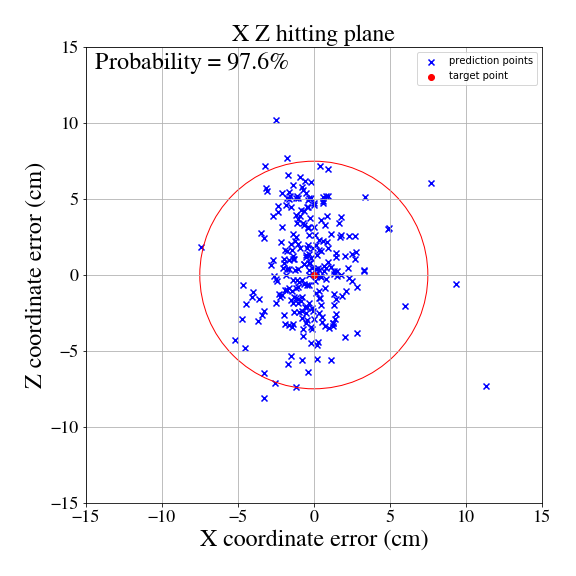 X Z hitting plane
Probability = 97.6%
prediction points
target point
Z coordinate error (cm)
15
10
5
0
−5
−10
−15
−15
−10
−5
0
5
10
15
X coordinate error (cm)